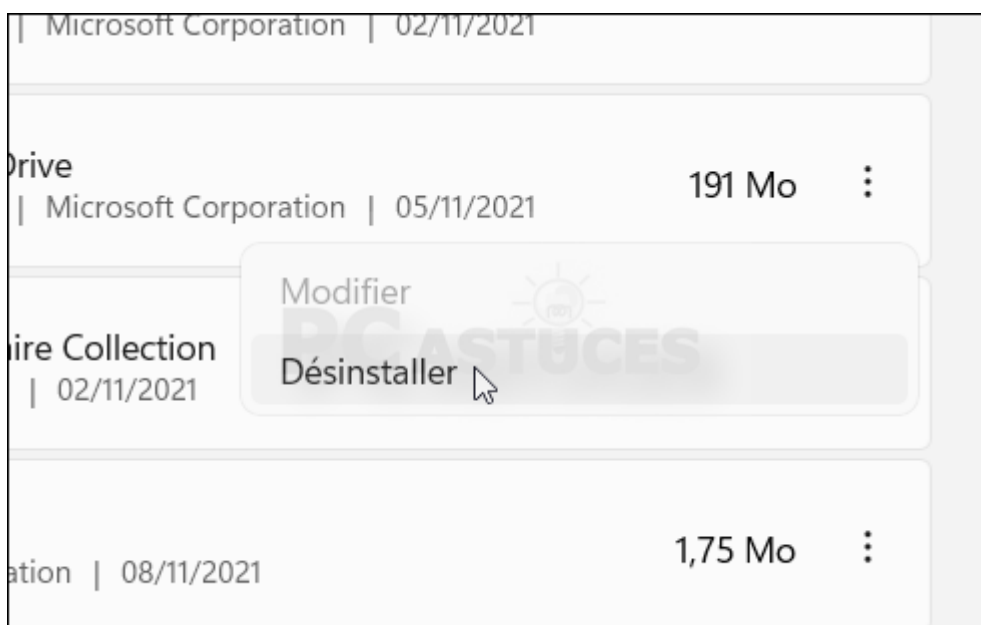 | Microsoft Corporation | 02/11/2021
Drive
| Microsoft Corporation | 05/11/2021
191 Mo
Modifier
PC ASTUCES
Désinstaller
aire Collection
| 02/11/2021
1,75 Mo
ation | 08/11/2021